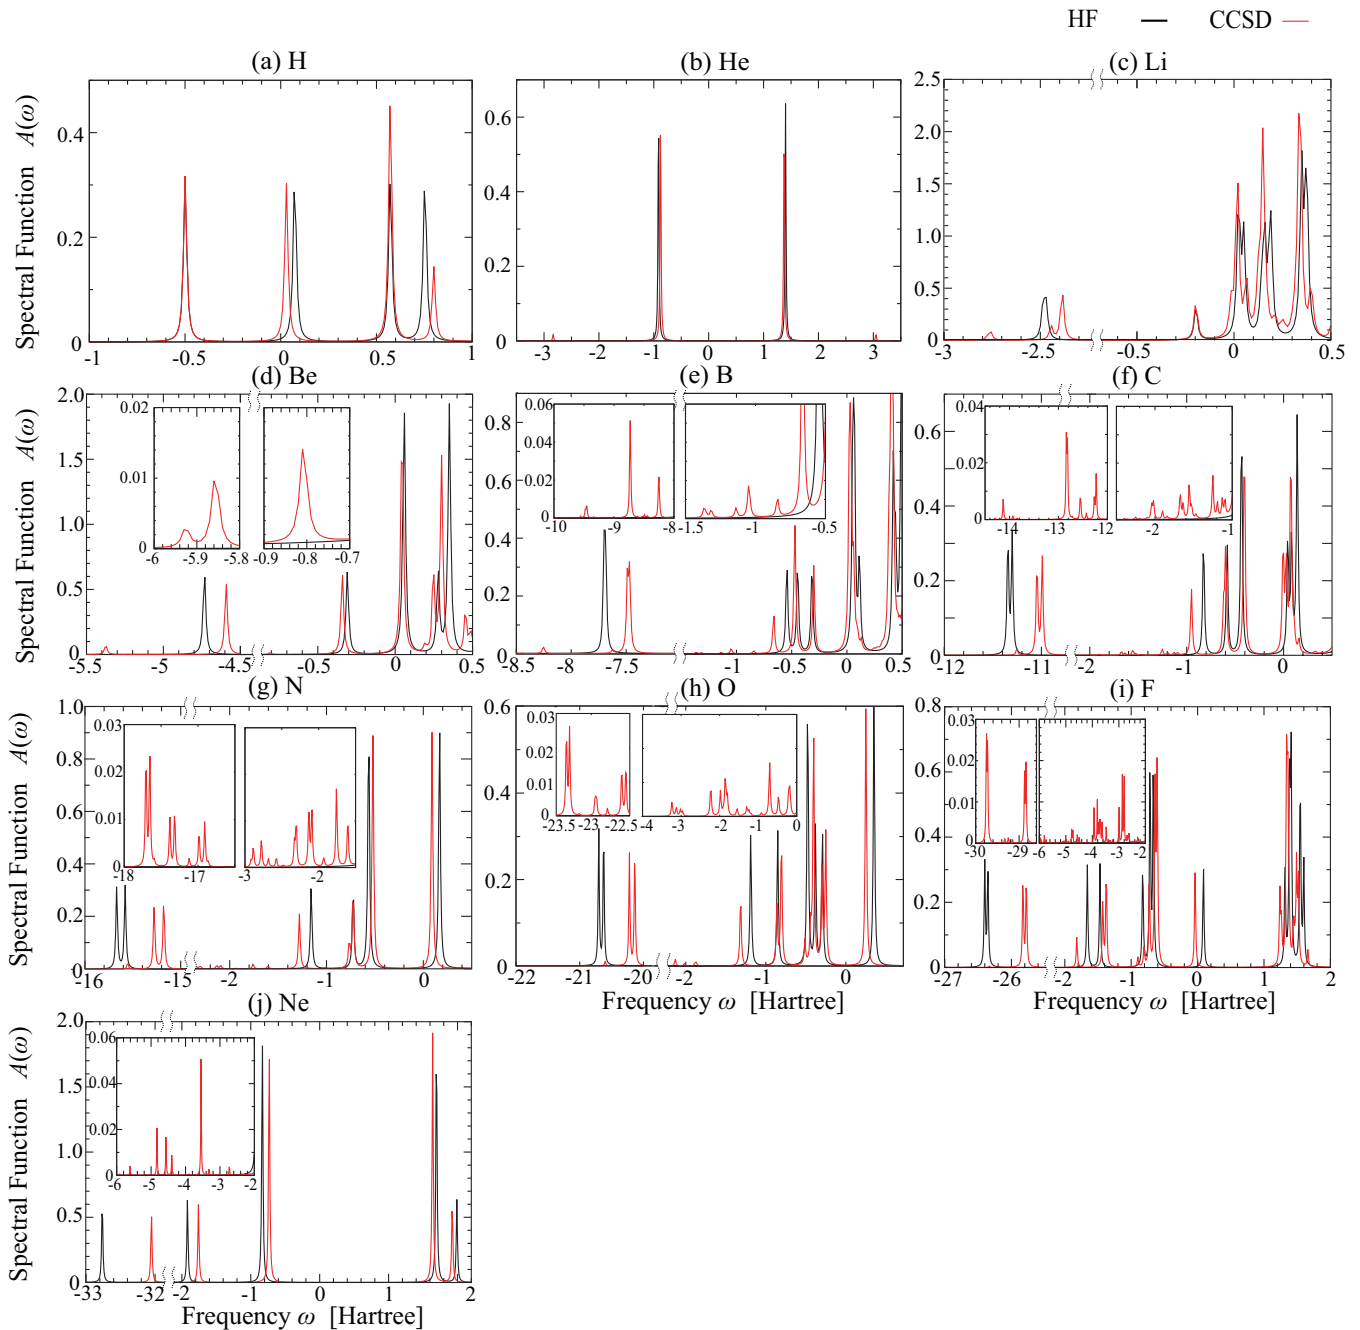 HF CCSD
(a) H (b) He (c) Li
Spectral Function A(ω)
0.4
0.2
0
-1 -0.5 0 0.5 1
0.6
0.4
0.2
0
-3 -2 -1 0 1 2 3
2.5
2.0
1.5
1.0
0.5
0
-3 -2.5 -0.5 0 0.5
(d) Be (e) B (f) C
Spectral Function A(ω)
2.0
1.5
1.0
0.5
0
-5.5 -5 -4.5 -0.5 0 0.5
0.02
0.01
0
-6 -5.9 -5.8
-0.9 -0.8 -0.7
0.8
0.6
0.4
0.2
0
8.5 -8 -7.5 -1 -0.5 0 0.5
0.06
0.04
0.02
0
-10 -9 -8
-1.5 -1 -0.5
0.6
0.4
0.2
0
-12 -11 -2 -1 0
0.04
0.02
0
-14 -13 -12
-2 -1
(g) N (h) O (i) F
Spectral Function A(ω)
1.0
0.8
0.6
0.4
0.2
0
-16 -15 -2 -1 0
0.03
0.02
0.01
0
-18 -17
-3 -2
0.6
0.4
0.2
0
-22 -21 -20 -1 0
0.03
0.02
0.01
0
-23.5 -23 -22.5
-4 -3 -2 -1 0
0.8
0.6
0.4
0.2
0
-27 -26 -2 -1 0 1 2
0.03
0.02
0.01
0
-30 -29
-6 -5 -4 -3 -2
Frequency ω [Hartree] Frequency ω [Hartree]
(j) Ne
Spectral Function A(ω)
2.0
1.5
1.0
0.5
0
-33 -32 -2 -1 0 1 2
0.06
0.04
0.02
0
-6 -5 -4 -3 -2
Frequency ω [Hartree]